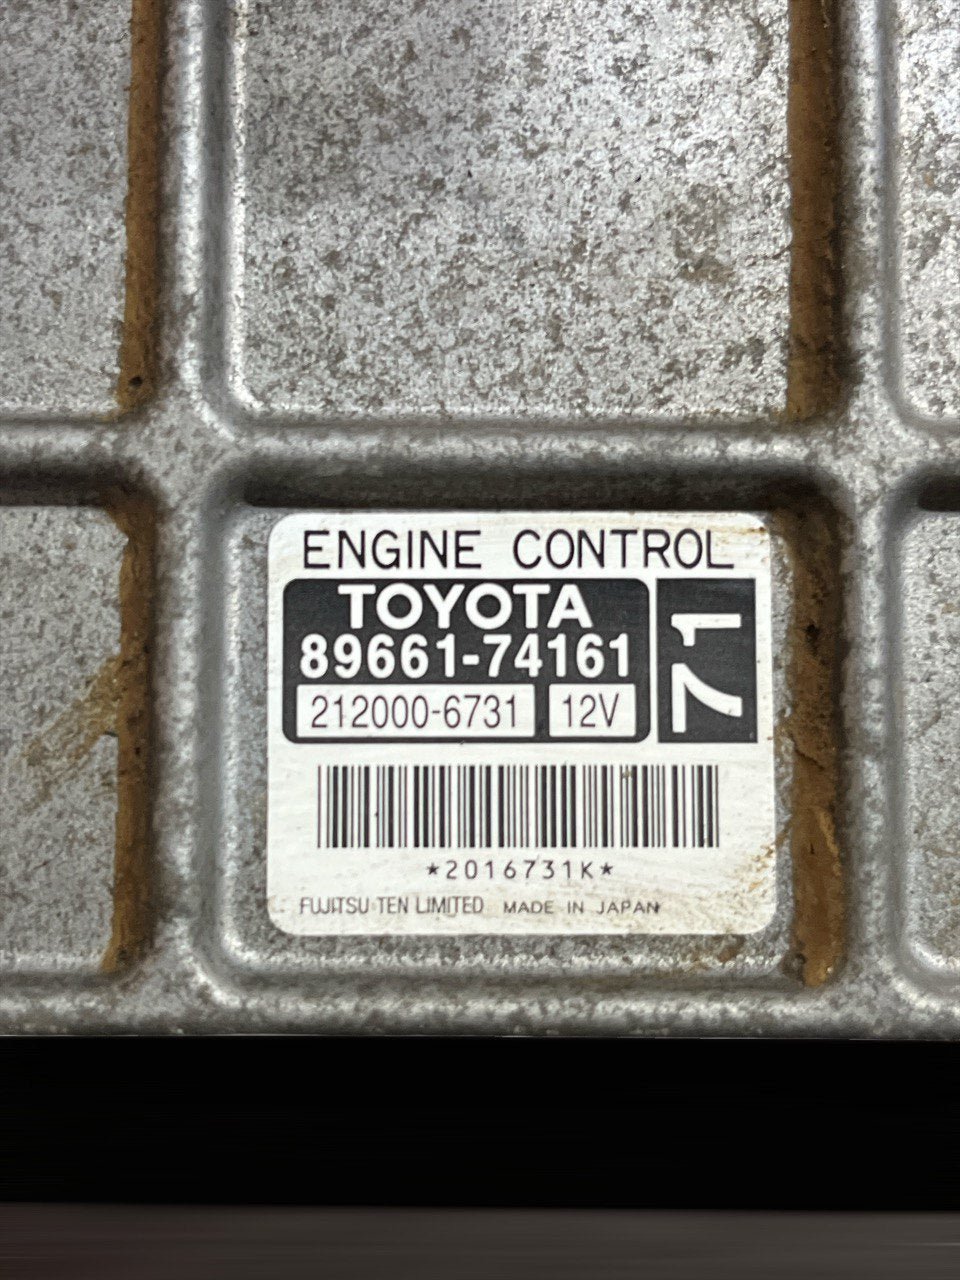 ENGINE CONTROL
TOYOTA
89661-74161
71
212000-6731 12V
*2016731K*
FUJITSU TEN LIMITED MADE IN JAPAN